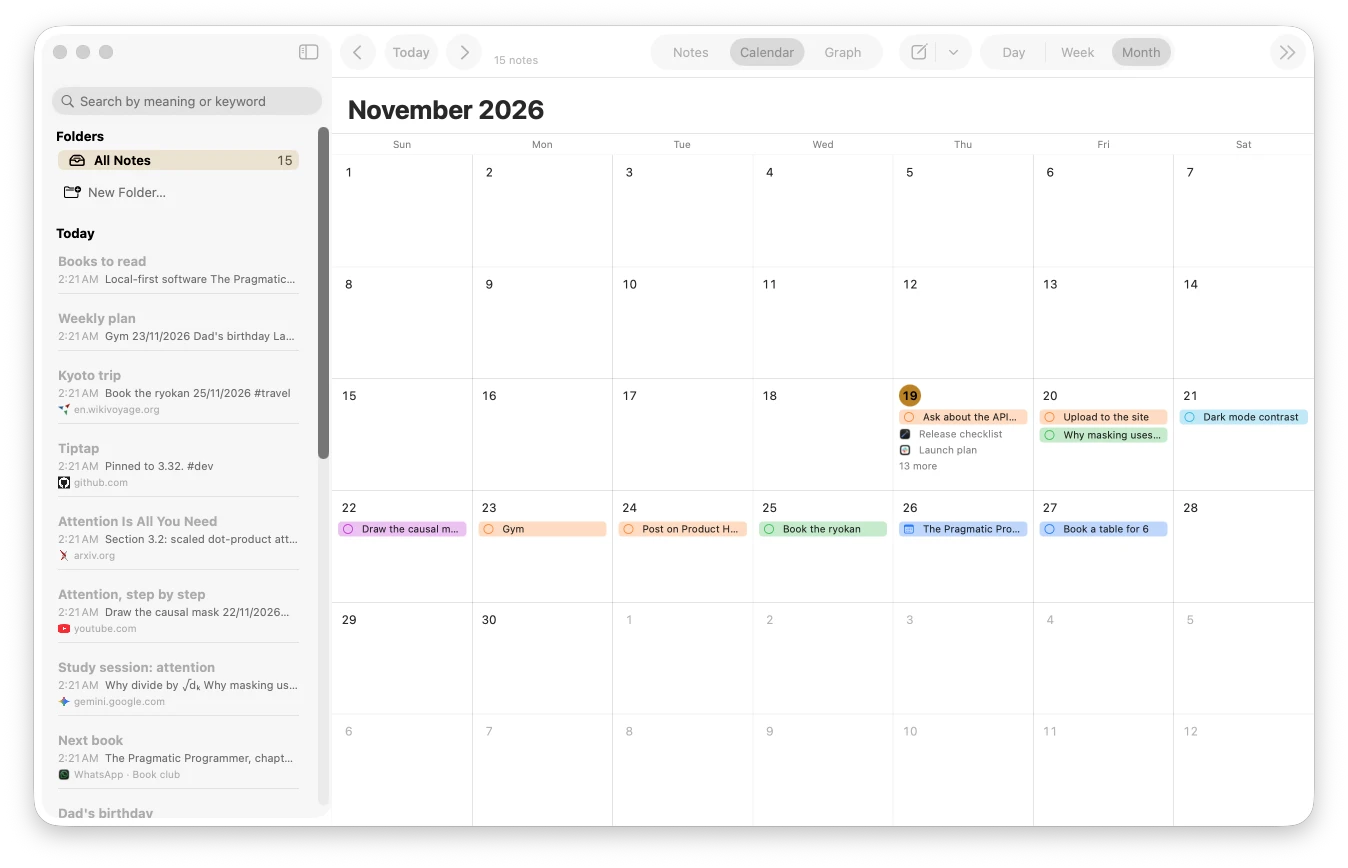 Today
15 notes
Notes
Calendar
Graph
Day
Week
Month
Search by meaning or keyword
Folders
All Notes 15
New Folder...
Today
Books to read
2:21 AM Local-first software The Pragmatic...
Weekly plan
2:21 AM Gym 23/11/2026 Dad's birthday La...
Kyoto trip
2:21 AM Book the ryokan 25/11/2026 #travel
en.wikivoyage.org
Tiptap
2:21 AM Pinned to 3.32. #dev
github.com
Attention Is All You Need
2:21 AM Section 3.2: scaled dot-product att...
arxiv.org
Attention, step by step
2:21 AM Draw the causal mask 22/11/2026...
youtube.com
Study session: attention
2:21 AM Why divide by √dₖ Why masking us...
gemini.google.com
Next book
2:21 AM The Pragmatic Programmer, chapt...
WhatsApp · Book club
Dad's birthday
November 2026
Sun Mon Tue Wed Thu Fri Sat
1 2 3 4 5 6 7
8 9 10 11 12 13 14
15 16 17 18 19 20 21
Ask about the API...
Release checklist
Launch plan
13 more
Upload to the site
Why masking uses...
Dark mode contrast
22 23 24 25 26 27 28
Draw the causal m...
Gym
Post on Product H...
Book the ryokan
The Pragmatic Pro...
Book a table for 6
29 30 1 2 3 4 5
6 7 8 9 10 11 12